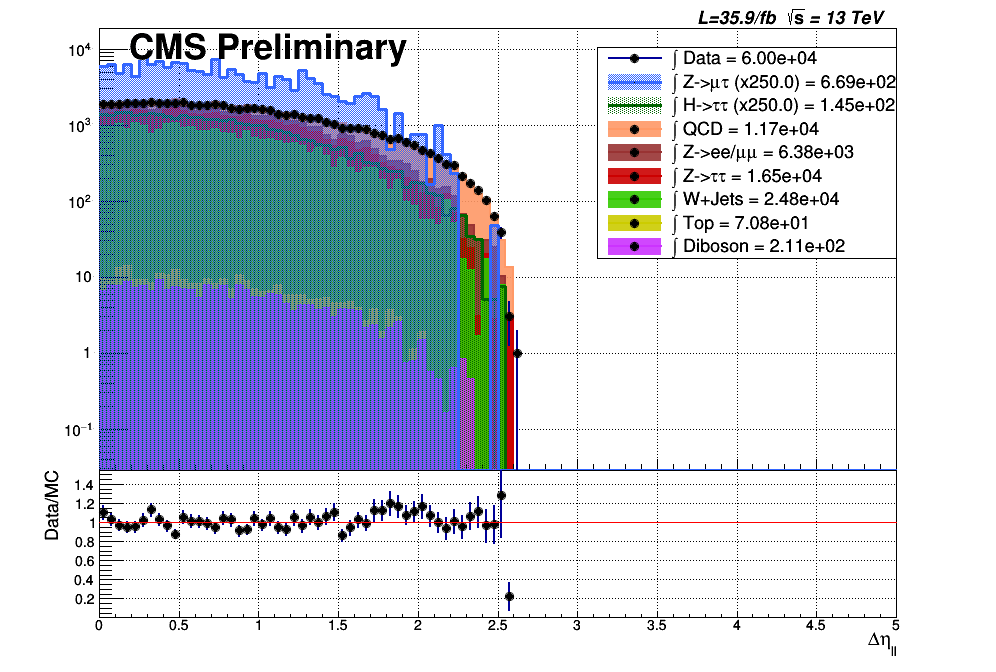 L=35.9/fb √s = 13 TeV
CMS Preliminary
∫ Data = 6.00e+04
∫ Z->μτ (x250.0) = 6.69e+02
∫ H->ττ (x250.0) = 1.45e+02
∫ QCD = 1.17e+04
∫ Z->ee/μμ = 6.38e+03
∫ Z->ττ = 1.65e+04
∫ W+Jets = 2.48e+04
∫ Top = 7.08e+01
∫ Diboson = 2.11e+02
10⁴
10³
10²
10
1
10⁻¹
Data/MC
1.4
1.2
1
0.8
0.6
0.4
0.2
0 0.5 1 1.5 2 2.5 3 3.5 4 4.5 5
Δη||